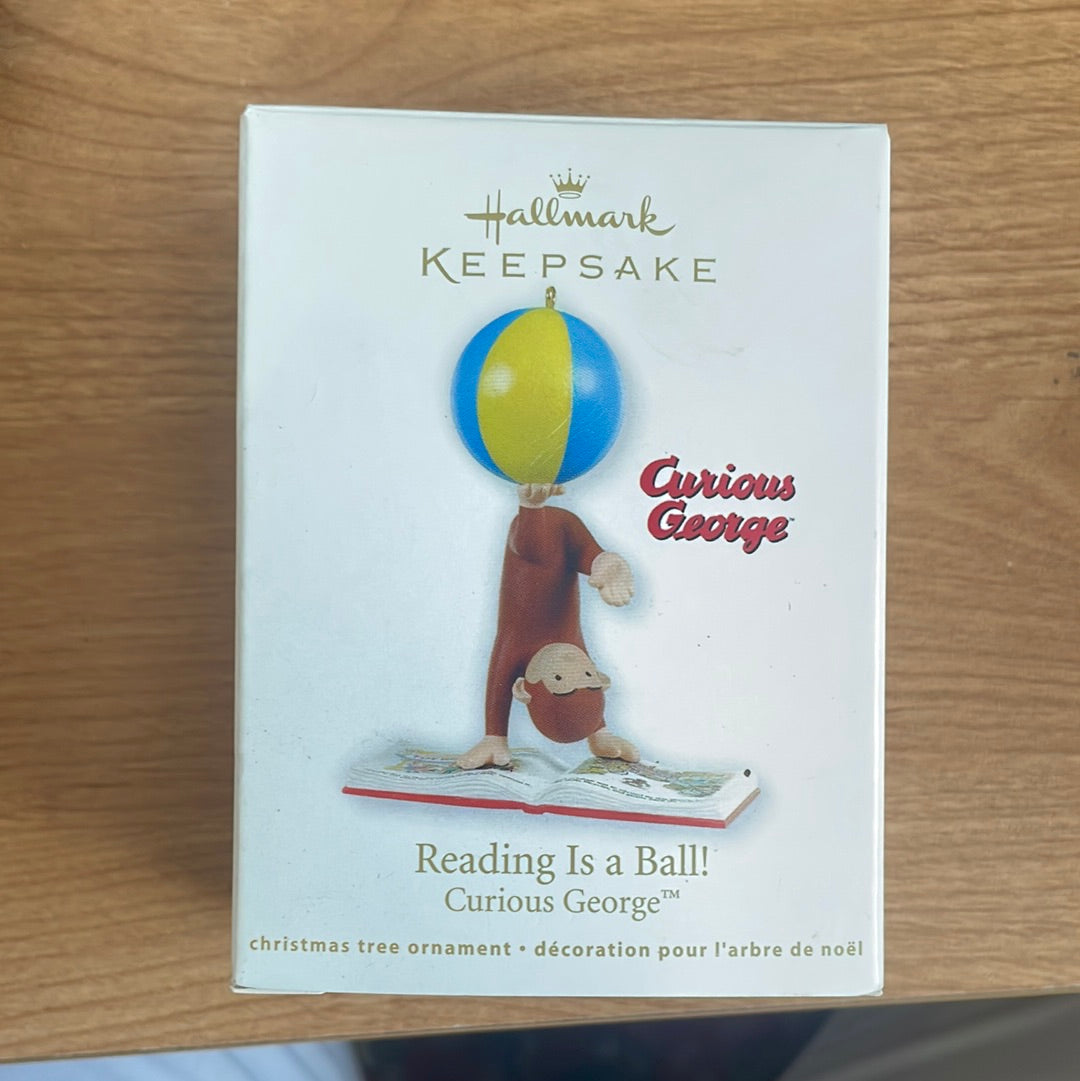 Hallmark
KEEPSAKE
Curious
George™
Reading Is a Ball!
Curious George™
christmas tree ornament • décoration pour l'arbre de noël